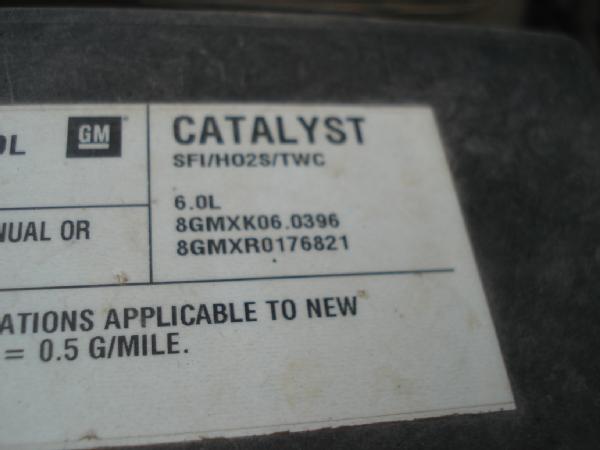 OL GM
CATALYST
SFI/HO2S/TWC
6.0L
8GMXK06.0396
8GMXR0176821
NUAL OR
ATIONS APPLICABLE TO NEW
= 0.5 G/MILE.